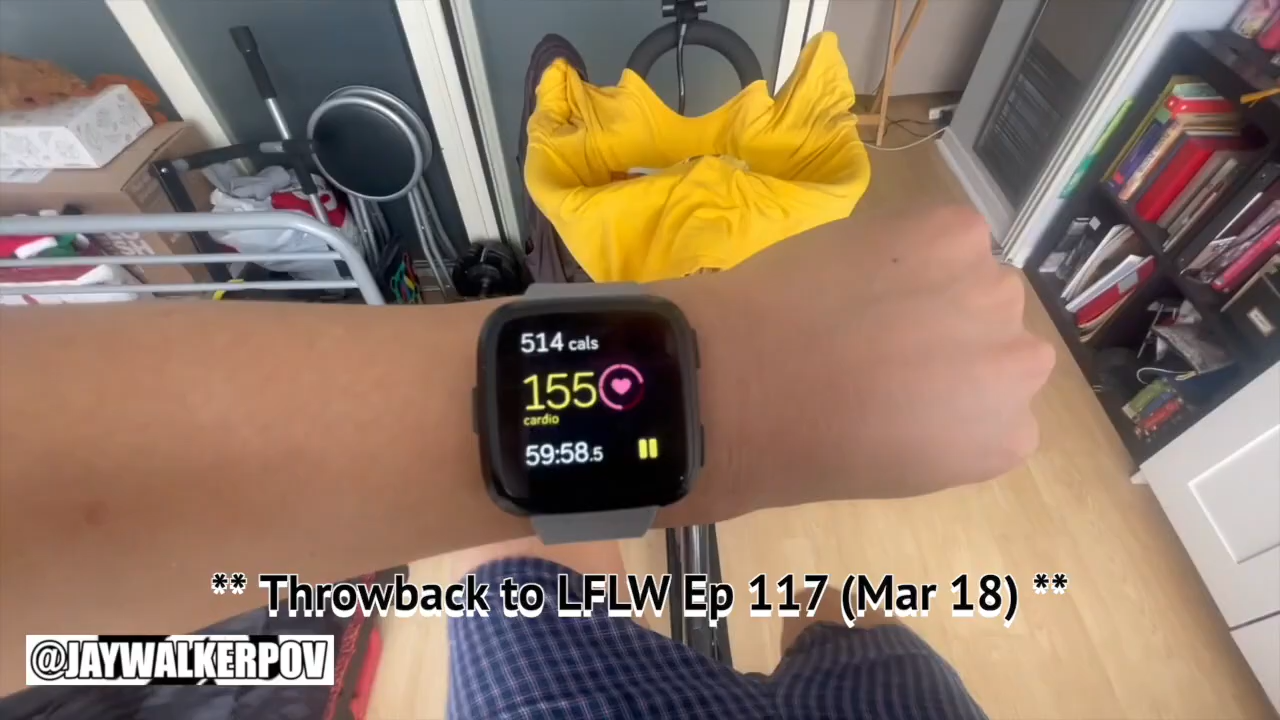 514 cals
155
cardio
59:58.5
** Throwback to LFLW Ep 117 (Mar 18) **
@JAYWALKERPOV